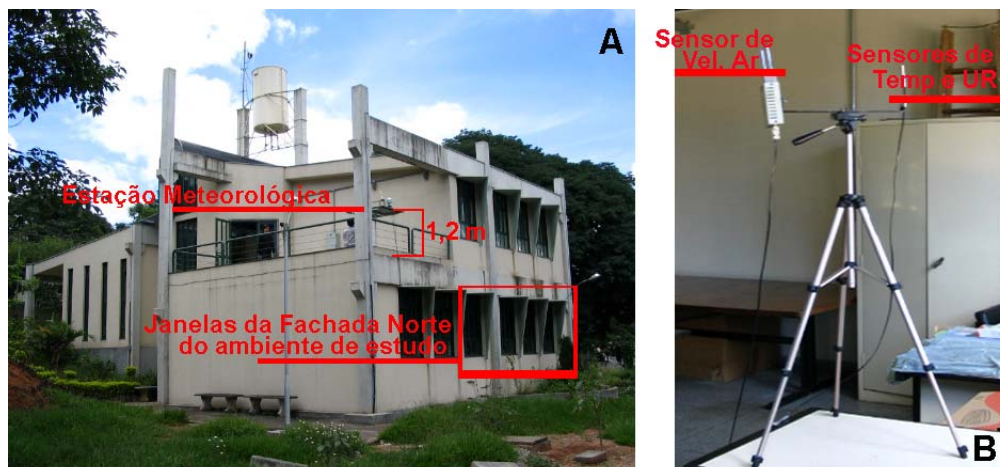 A
Estação Meteorológica
1,2 m
Janelas da Fachada Norte
do ambiente de estudo
Sensor de
Vel. Ar
Sensores de
Temp e UR
B